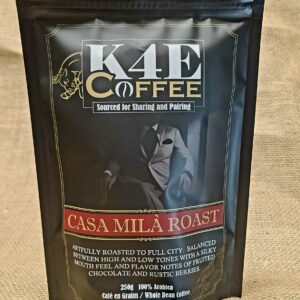 K4E
COFFEE
Sourced for Sharing and Pairing
CASA MILÀ ROAST
ARTFULLY ROASTED TO FULL CITY. BALANCED
BETWEEN HIGH AND LOW TONES WITH A SILKY
MOUTH FEEL AND FLAVOR NOTES OF FRUITED
CHOCOLATE AND RUSTIC BERRIES
250g 100% Arabica
Café en Grains / Whole Bean Coffee